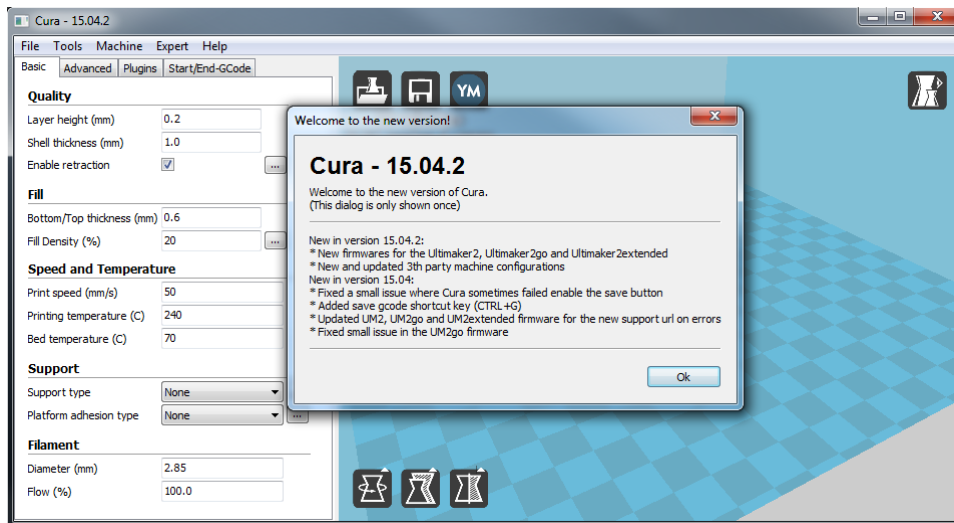 Cura - 15.04.2
File Tools Machine Expert Help
Basic Advanced Plugins Start/End-GCode
Quality
Layer height (mm) 0.2
Shell thickness (mm) 1.0
Enable retraction ...
Fill
Bottom/Top thickness (mm) 0.6
Fill Density (%) 20 ...
Speed and Temperature
Print speed (mm/s) 50
Printing temperature (C) 240
Bed temperature (C) 70
Support
Support type None
Platform adhesion type None ...
Filament
Diameter (mm) 2.85
Flow (%) 100.0
YM
Welcome to the new version!
Cura - 15.04.2
Welcome to the new version of Cura.
(This dialog is only shown once)
New in version 15.04.2:
* New firmwares for the Ultimaker2, Ultimaker2go and Ultimaker2extended
* New and updated 3th party machine configurations
New in version 15.04:
* Fixed a small issue where Cura sometimes failed enable the save button
* Added save gcode shortcut key (CTRL+G)
* Updated UM2, UM2go and UM2extended firmware for the new support url on errors
* Fixed small issue in the UM2go firmware
Ok